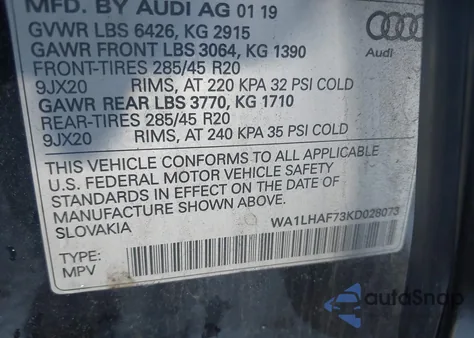 MFD. BY AUDI AG 01 19
GVWR LBS 6426, KG 2915
GAWR FRONT LBS 3064, KG 1390
FRONT-TIRES 285/45 R20
9JX20 RIMS, AT 220 KPA 32 PSI COLD
GAWR REAR LBS 3770, KG 1710
REAR-TIRES 285/45 R20
9JX20 RIMS, AT 240 KPA 35 PSI COLD
Audi
THIS VEHICLE CONFORMS TO ALL APPLICABLE
U.S. FEDERAL MOTOR VEHICLE SAFETY
STANDARDS IN EFFECT ON THE DATE OF
MANUFACTURE SHOWN ABOVE.
SLOVAKIA
WA1LHAF73KD028073
TYPE:
MPV
autoSnap